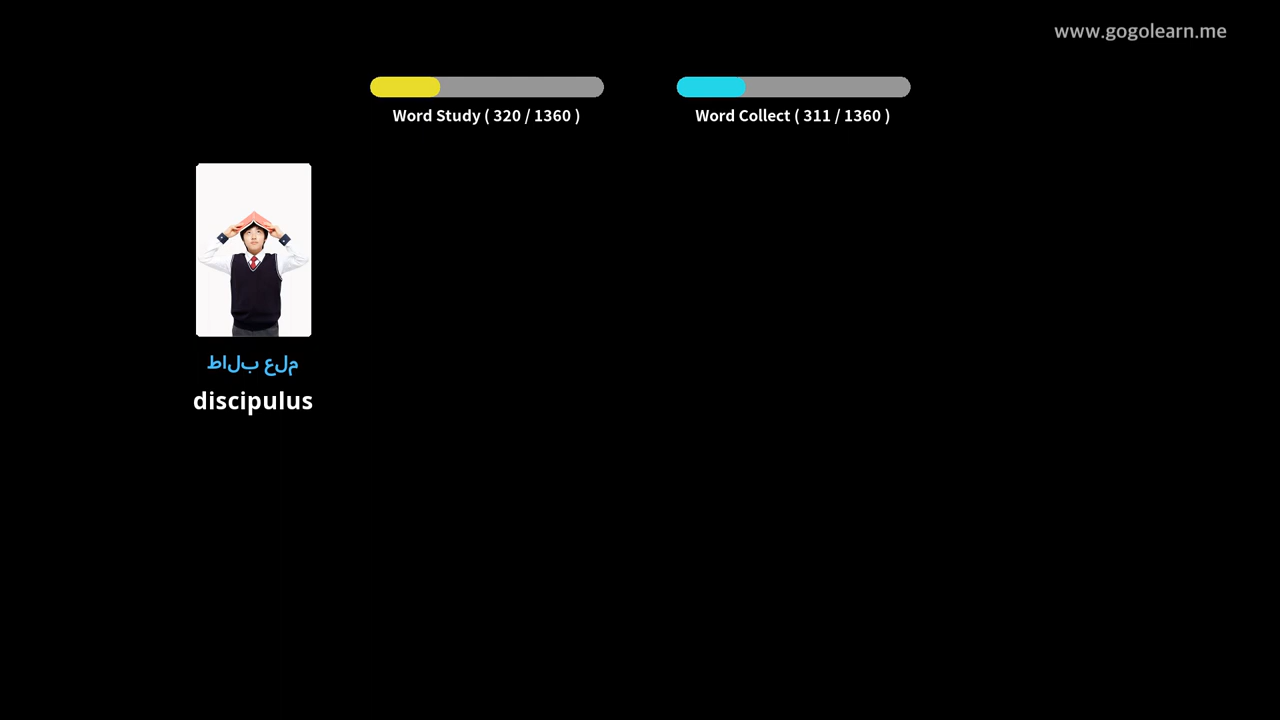 www.gogolearn.me
Word Study ( 320 / 1360 )
Word Collect ( 311 / 1360 )
طالب علم
discipulus